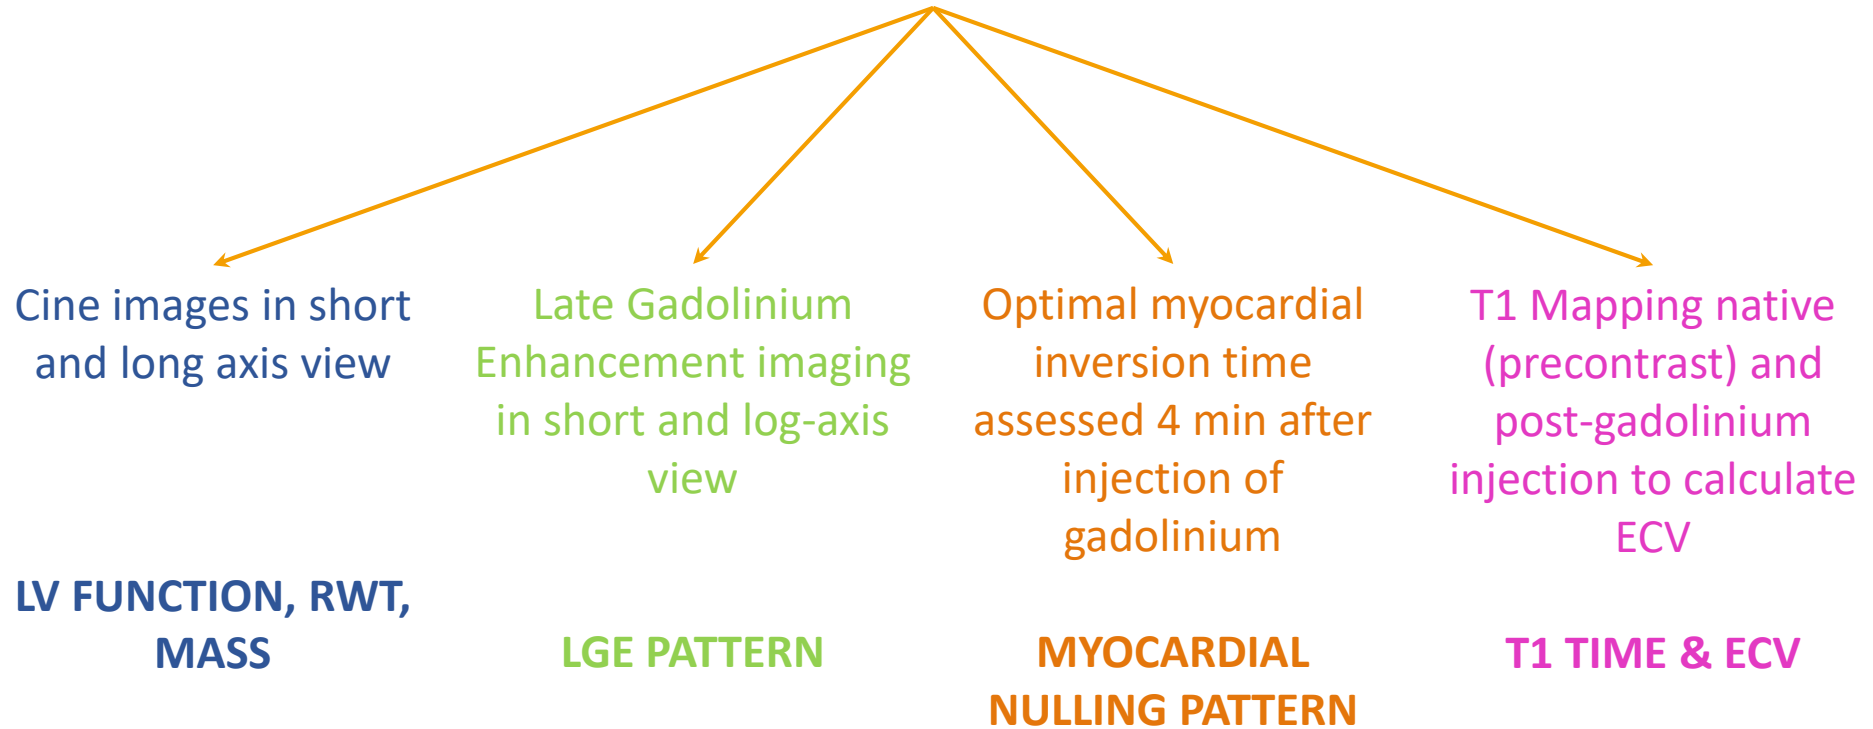 Cine images in short
and long axis view
LV FUNCTION, RWT,
MASS
Late Gadolinium
Enhancement imaging
in short and log-axis
view
LGE PATTERN
Optimal myocardial
inversion time
assessed 4 min after
injection of
gadolinium
MYOCARDIAL
NULLING PATTERN
T1 Mapping native
(precontrast) and
post-gadolinium
injection to calculate
ECV
T1 TIME & ECV